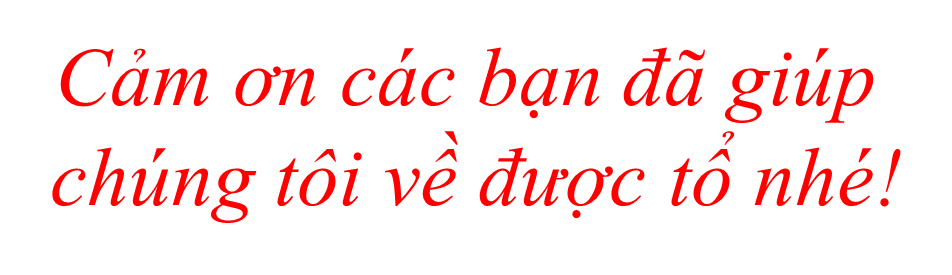 Cảm ơn các bạn đã giúp
chúng tôi về được tổ nhé!